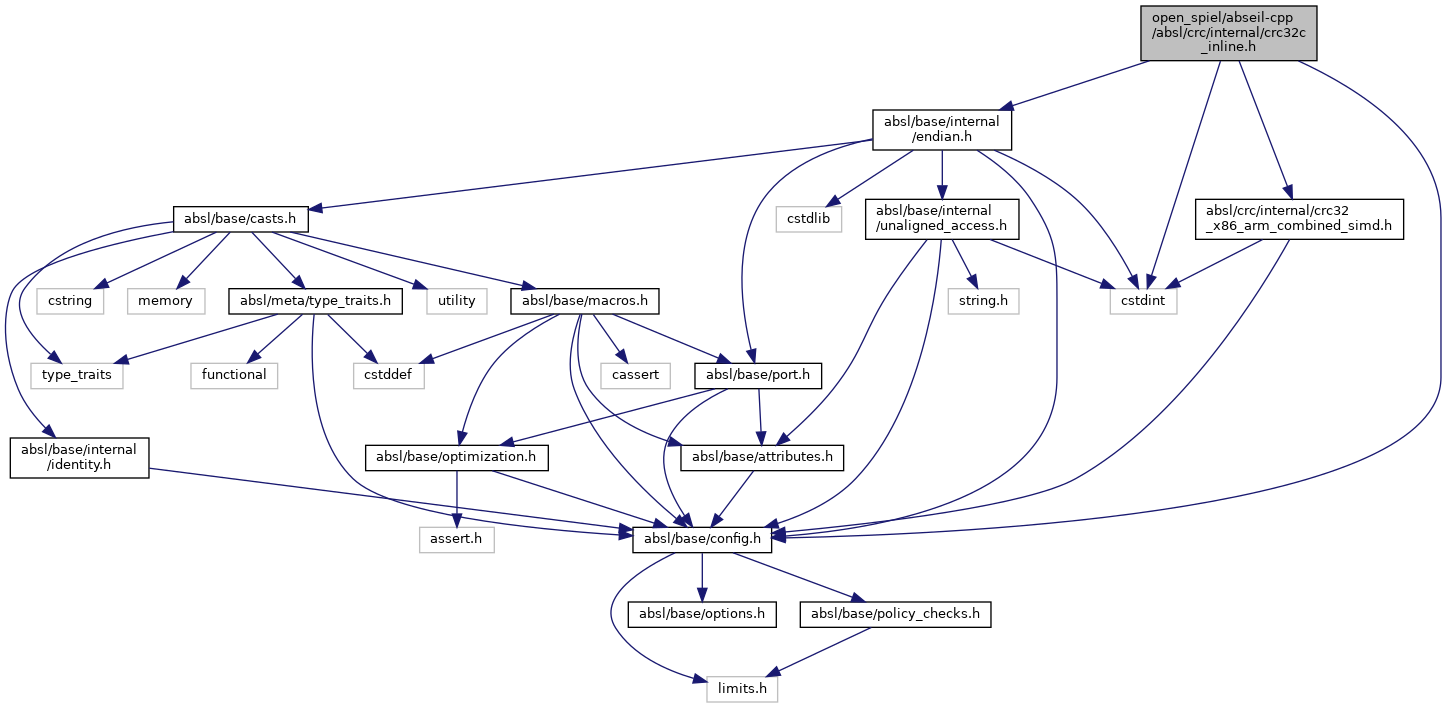 open_spiel/abseil-cpp
/absl/crc/internal/crc32c
_inline.h
absl/base/internal
/endian.h
absl/base/casts.h
cstdlib
absl/base/internal
/unaligned_access.h
absl/crc/internal/crc32
_x86_arm_combined_simd.h
cstring
memory
absl/meta/type_traits.h
utility
absl/base/macros.h
string.h
cstdint
type_traits
functional
cstddef
cassert
absl/base/port.h
absl/base/internal
/identity.h
absl/base/optimization.h
absl/base/attributes.h
assert.h
absl/base/config.h
absl/base/options.h
absl/base/policy_checks.h
limits.h